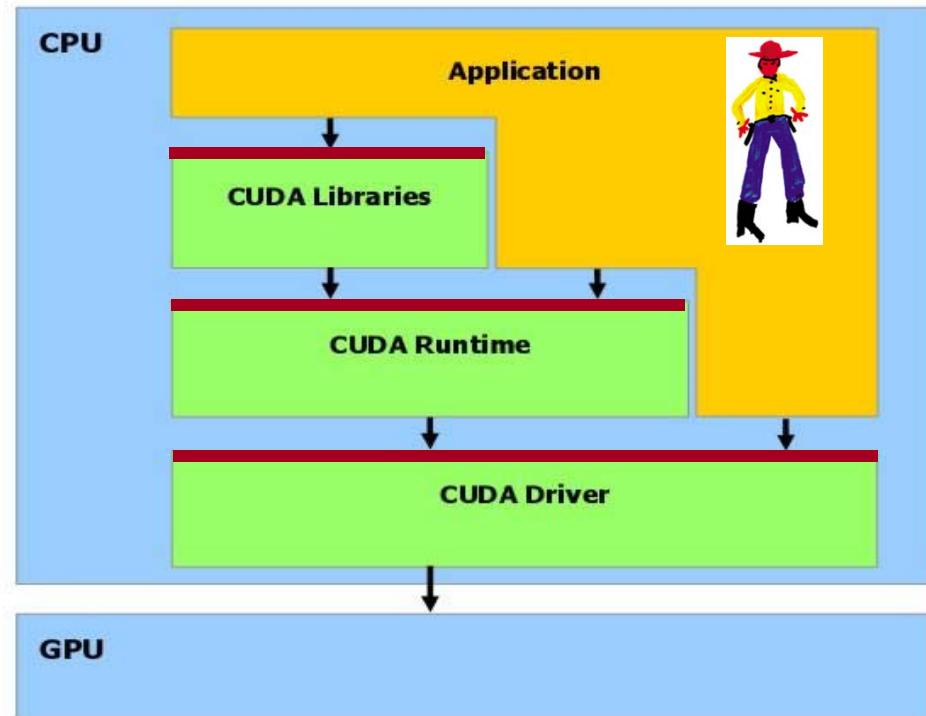 CPU
Application
CUDA Libraries
CUDA Runtime
CUDA Driver
GPU